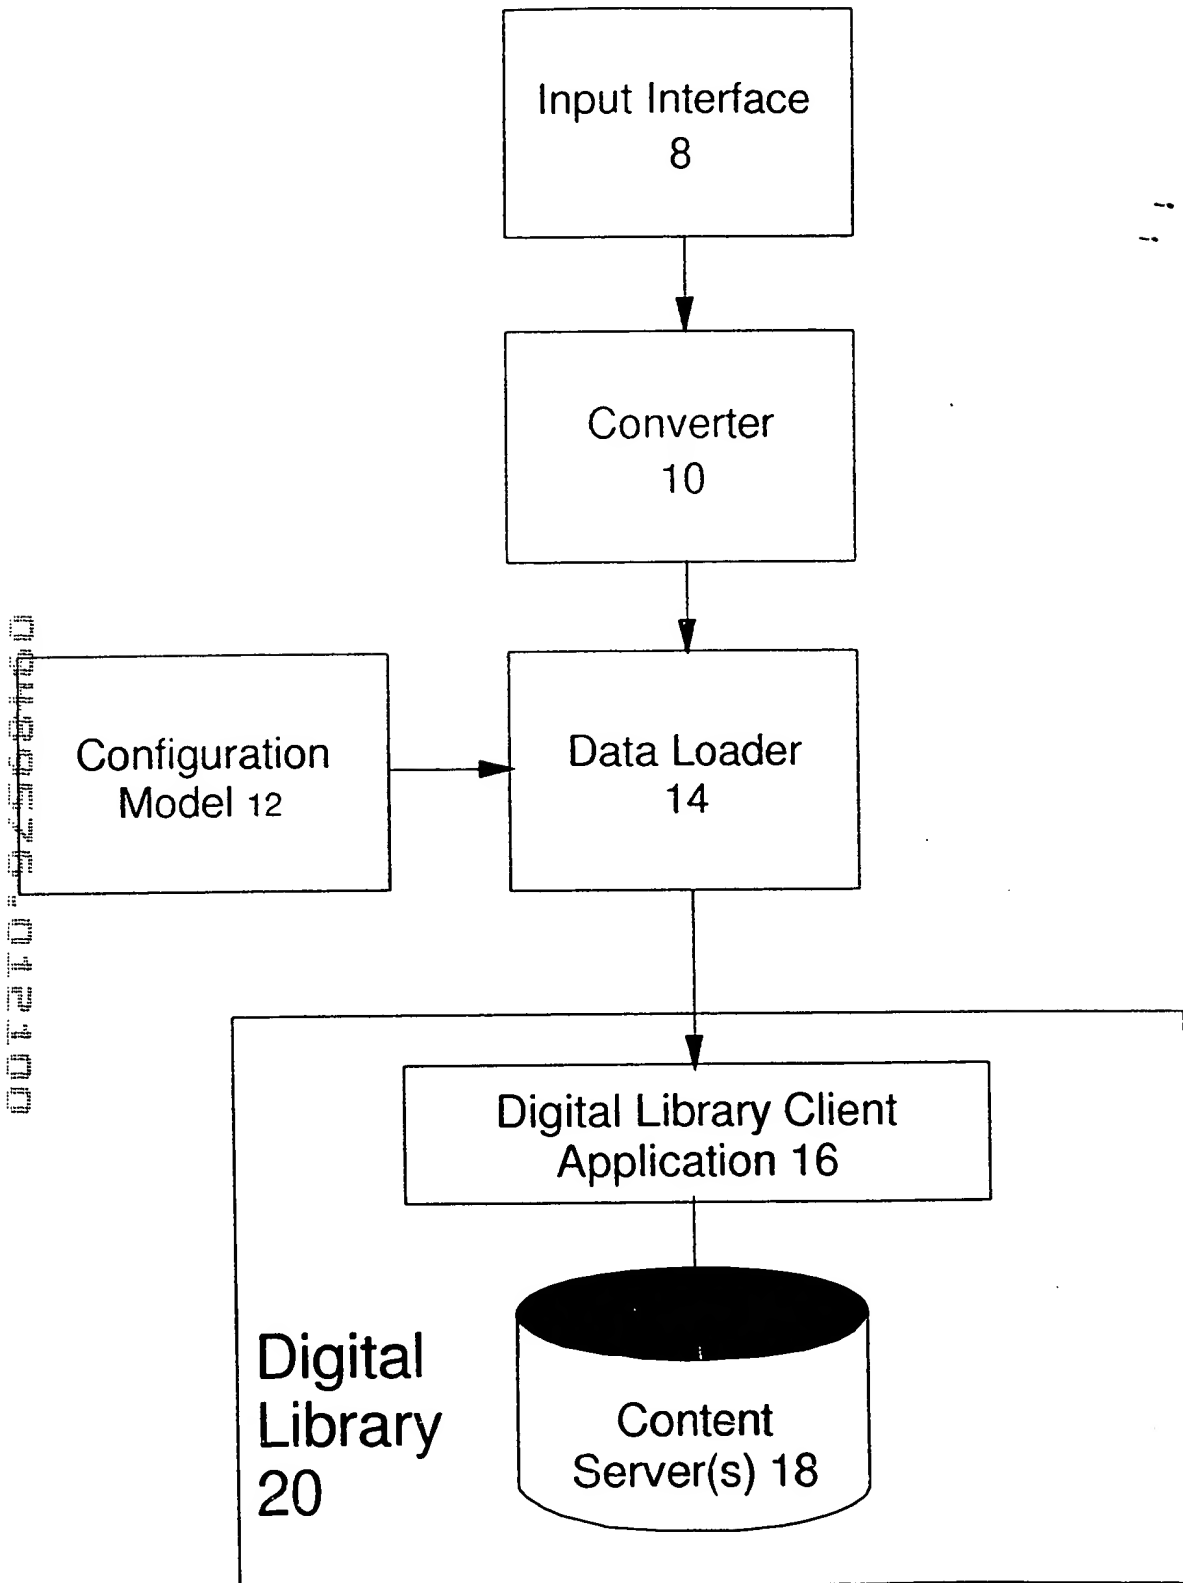 Input Interface
8
Converter
10
Configuration
Model 12
Data Loader
14
Digital Library Client
Application 16
Digital
Library
20
Content
Server(s) 18